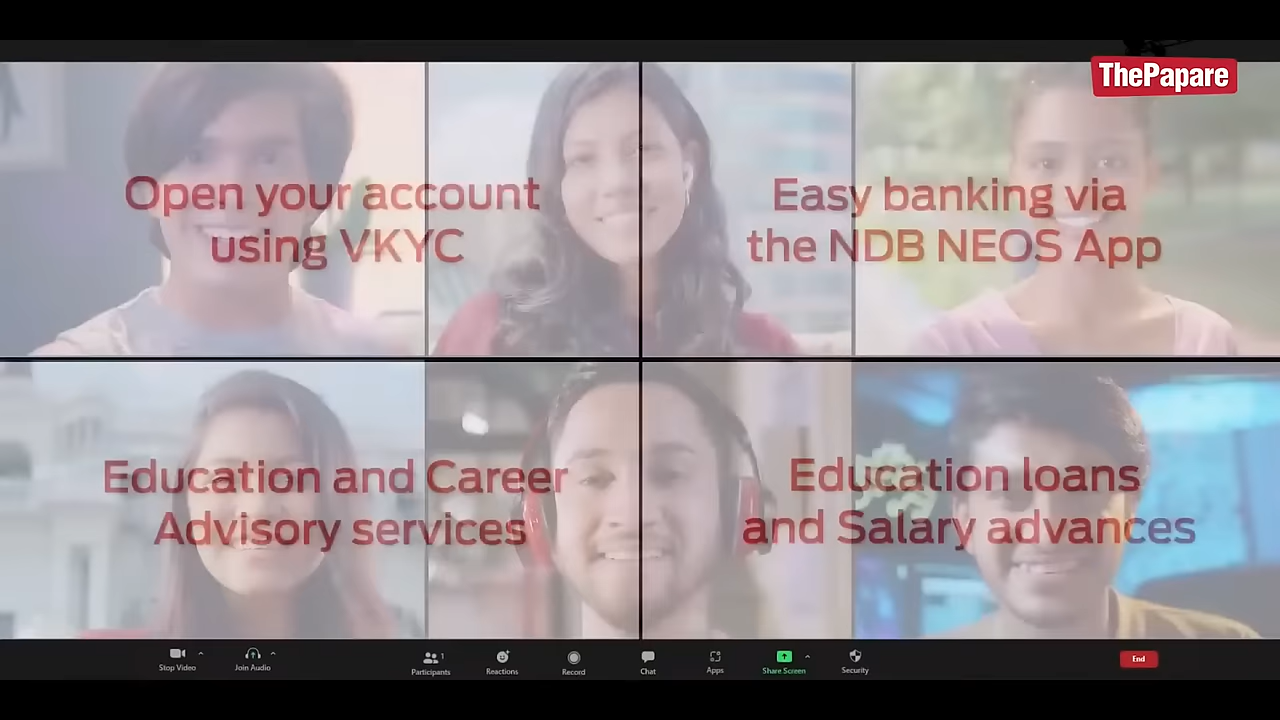 ThePapare
Open your account
using VKYC
Easy banking via
the NDB NEOS App
Education and Career
Advisory services
Education loans
and Salary advances
Stop Video
Join Audio
1
Participants
Reactions
Record
Chat
Apps
Share Screen
Security
End